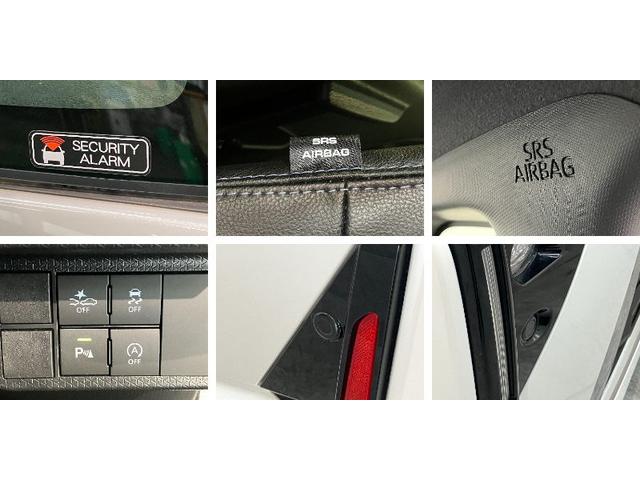 SECURITY
ALARM
SRS
AIRBAG
SRS
AIRBAG
OFF
OFF
P
A
OFF